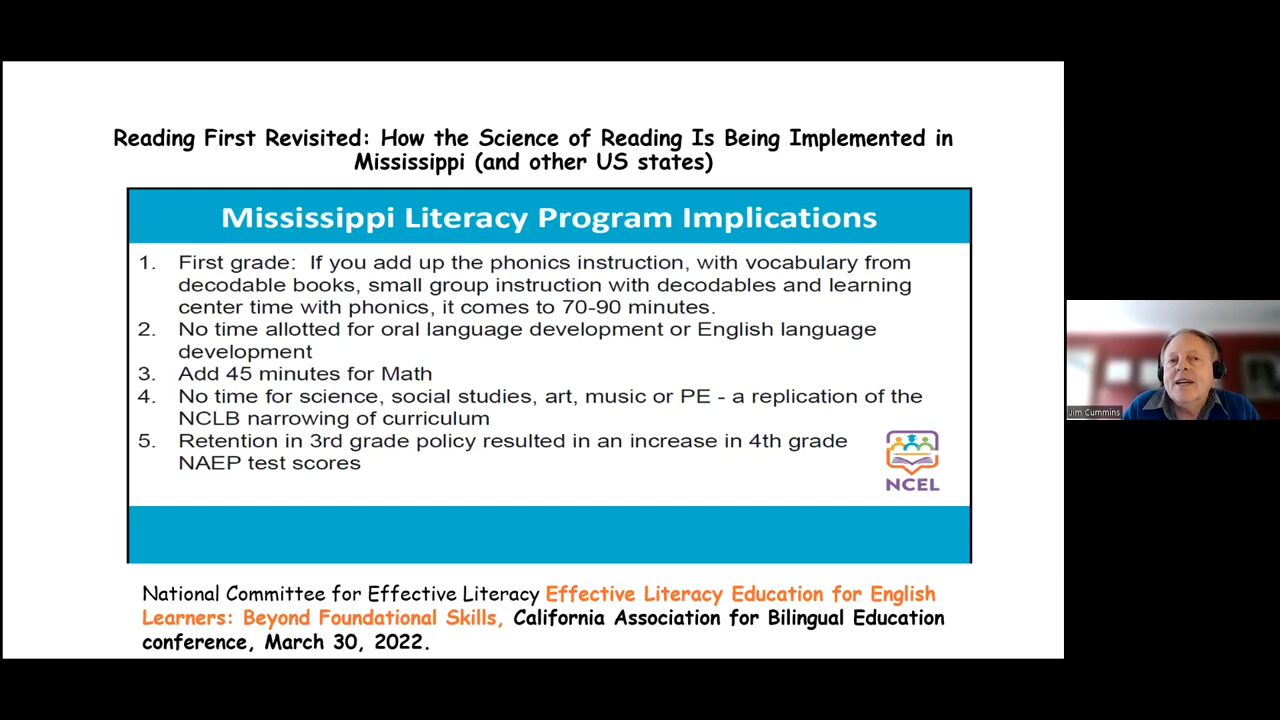 Reading First Revisited: How the Science of Reading Is Being Implemented in
Mississippi (and other US states)
Mississippi Literacy Program Implications
1. First grade: If you add up the phonics instruction, with vocabulary from
decodable books, small group instruction with decodables and learning
center time with phonics, it comes to 70-90 minutes.
2. No time allotted for oral language development or English language
development
3. Add 45 minutes for Math
4. No time for science, social studies, art, music or PE - a replication of the
NCLB narrowing of curriculum
5. Retention in 3rd grade policy resulted in an increase in 4th grade
NAEP test scores
NCEL
National Committee for Effective Literacy Effective Literacy Education for English
Learners: Beyond Foundational Skills, California Association for Bilingual Education
conference, March 30, 2022.
Jim Cummins